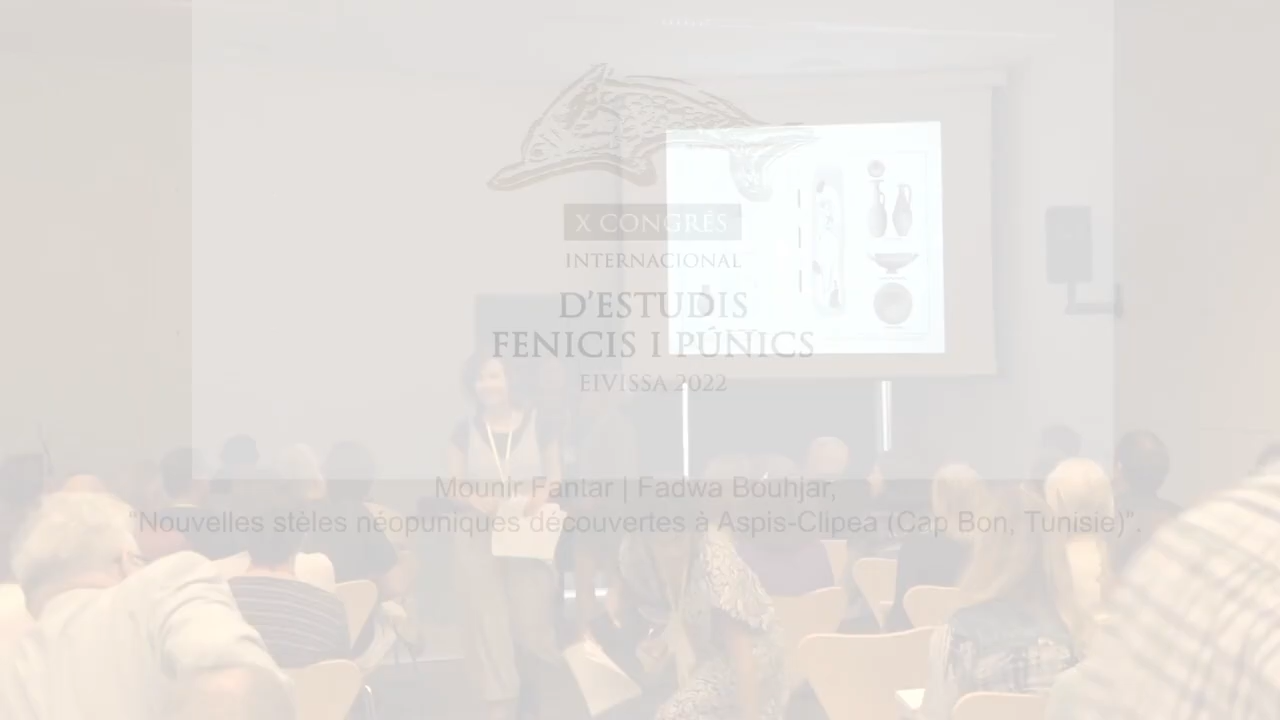 X CONGRÉS
INTERNACIONAL
D'ESTUDIS
FENICIS I PÚNICS
EIVISSA 2022
Mounir Fantar | Fadwa Bouhjar,
"Nouvelles stèles néopuniques découvertes à Aspis-Clipea (Cap Bon, Tunisie)".